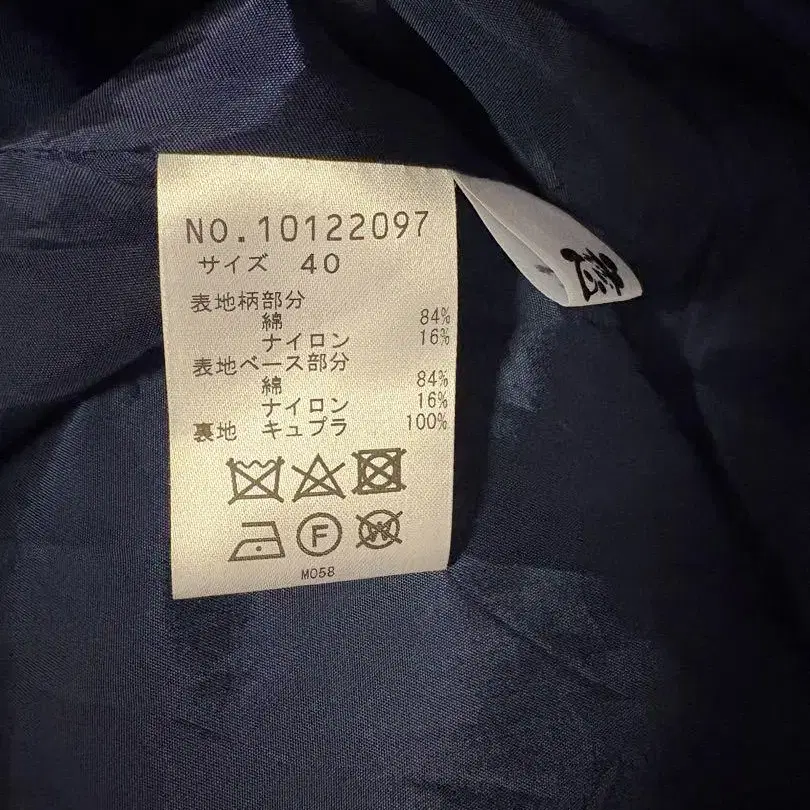 NO.10122097
サイズ 40
表地柄部分
綿 84%
ナイロン 16%
表地ベース部分
綿 84%
ナイロン 16%
裏地 キュプラ 100%
F
W
M058